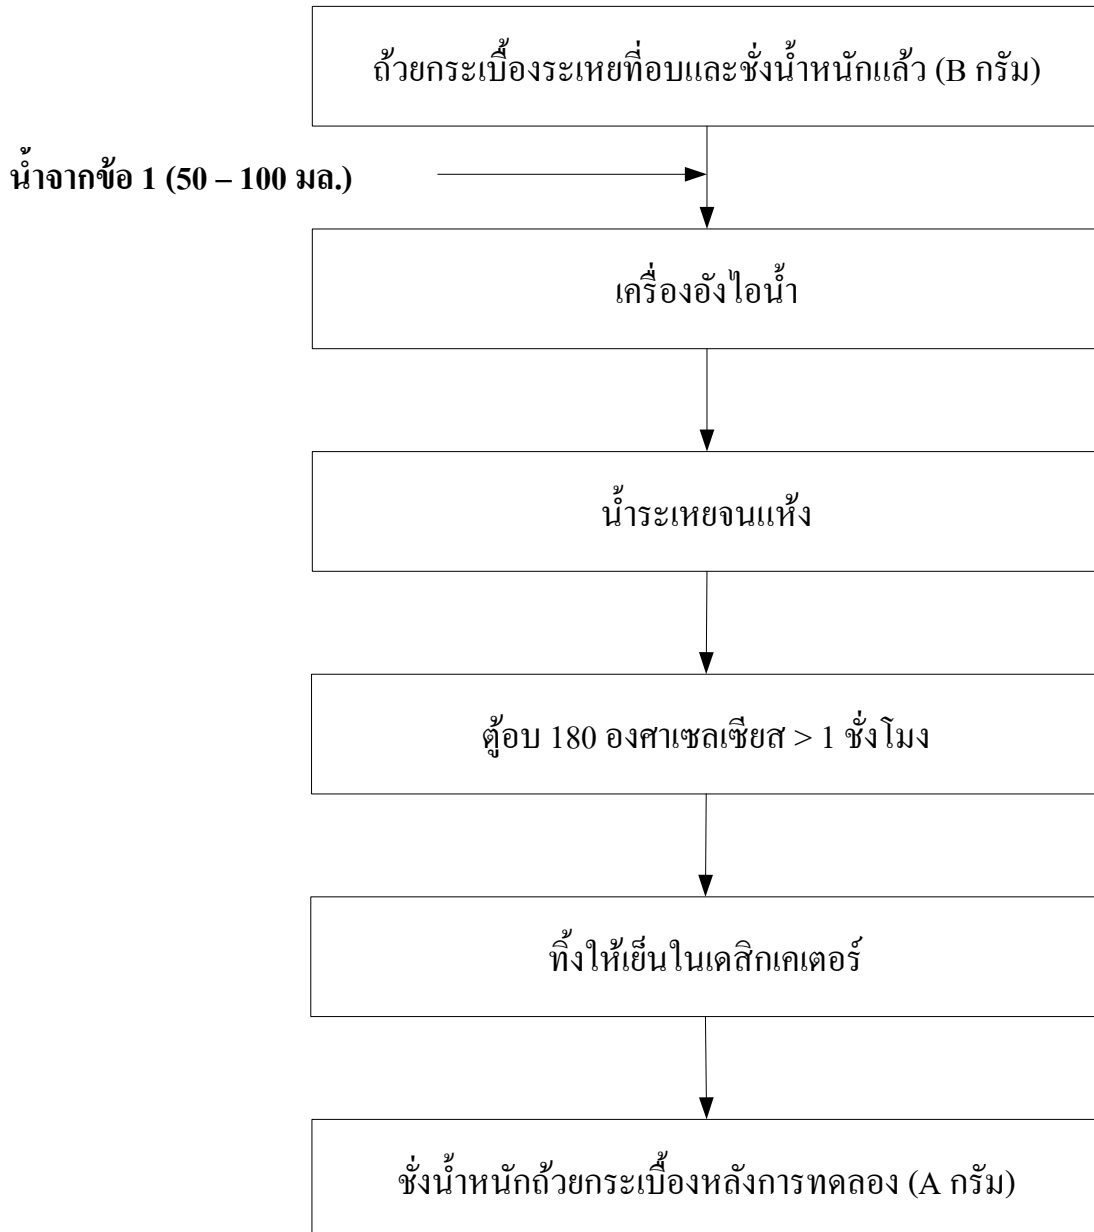 ถ้วยกระเบื้องระเหยที่อบและชั่งน้ำหนักแล้ว (B กรัม)
น้ำจากข้อ 1 (50 – 100 มล.)
เครื่องอังไอน้ำ
น้ำระเหยจนแห้ง
ตู้อบ 180 องศาเซลเซียส > 1 ชั่งโมง
ทิ้งให้เย็นในเดสิกเคเตอร์
ชั่งน้ำหนักถ้วยกระเบื้องหลังการทดลอง (A กรัม)